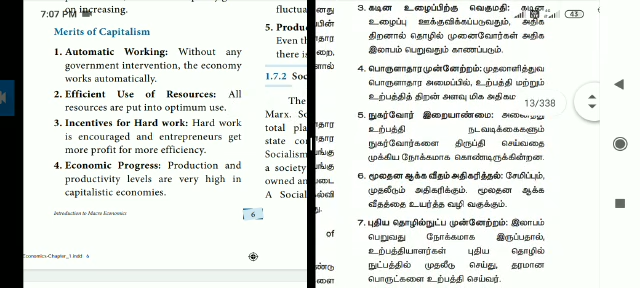 7:07 PM
43
on increasing.
Merits of Capitalism
1. Automatic Working: Without any
government intervention, the economy
works automatically.
2. Efficient Use of Resources: All
resources are put into optimum use.
3. Incentives for Hard work: Hard work
is encouraged and entrepreneurs get
more profit for more efficiency.
4. Economic Progress: Production and
productivity levels are very high in
capitalistic economies.
Introduction to Macro Economics
6
Economics-Chapter_1.indd 6
fluctua
5. Produ
Even th
there is
1.7.2 Soc
The
Marx. So
total pla
state con
Socialism
a society
owned an
A Social
of
3. கடின உழைப்பிற்கு வெகுமதி: கடின
உழைப்பு ஊக்குவிக்கப்படுவதும், அதிக
திறனால் தொழில் முனைவோர்கள் அதிக
இலாபம் பெறுவதும் காணப்படும்.
4. பொருளாதார முன்னேற்றம்: முதலாளித்துவ
பொருளாதார அமைப்பில், உற்பத்தி மற்றும்
உற்பத்தித் திறன் அளவு மிக அதிகம
13/338
5. நுகர்வோர் இறையாண்மை:
உற்பத்தி நடவடிக்கைகளும்
நுகர்வோர்களை திருப்தி செய்வதை
முக்கிய நோக்கமாக கொண்டிருக்கின்றன.
6. மூலதன ஆக்க வீதம் அதிகரித்தல்: சேமிப்பும்,
முதலீடும் அதிகரிக்கும். மூலதன ஆக்க
வீதத்தை உயர்த்த வழி வகுக்கும்.
7. புதிய தொழில்நுட்ப முன்னேற்றம்: இலாபம்
பெறுவது நோக்கமாக இருப்பதால்,
உற்பத்தியாளர்கள் புதிய தொழில்
நுட்பத்தில் முதலீடு செய்து, தரமான
பொருட்களை உற்பத்தி செய்வர்.